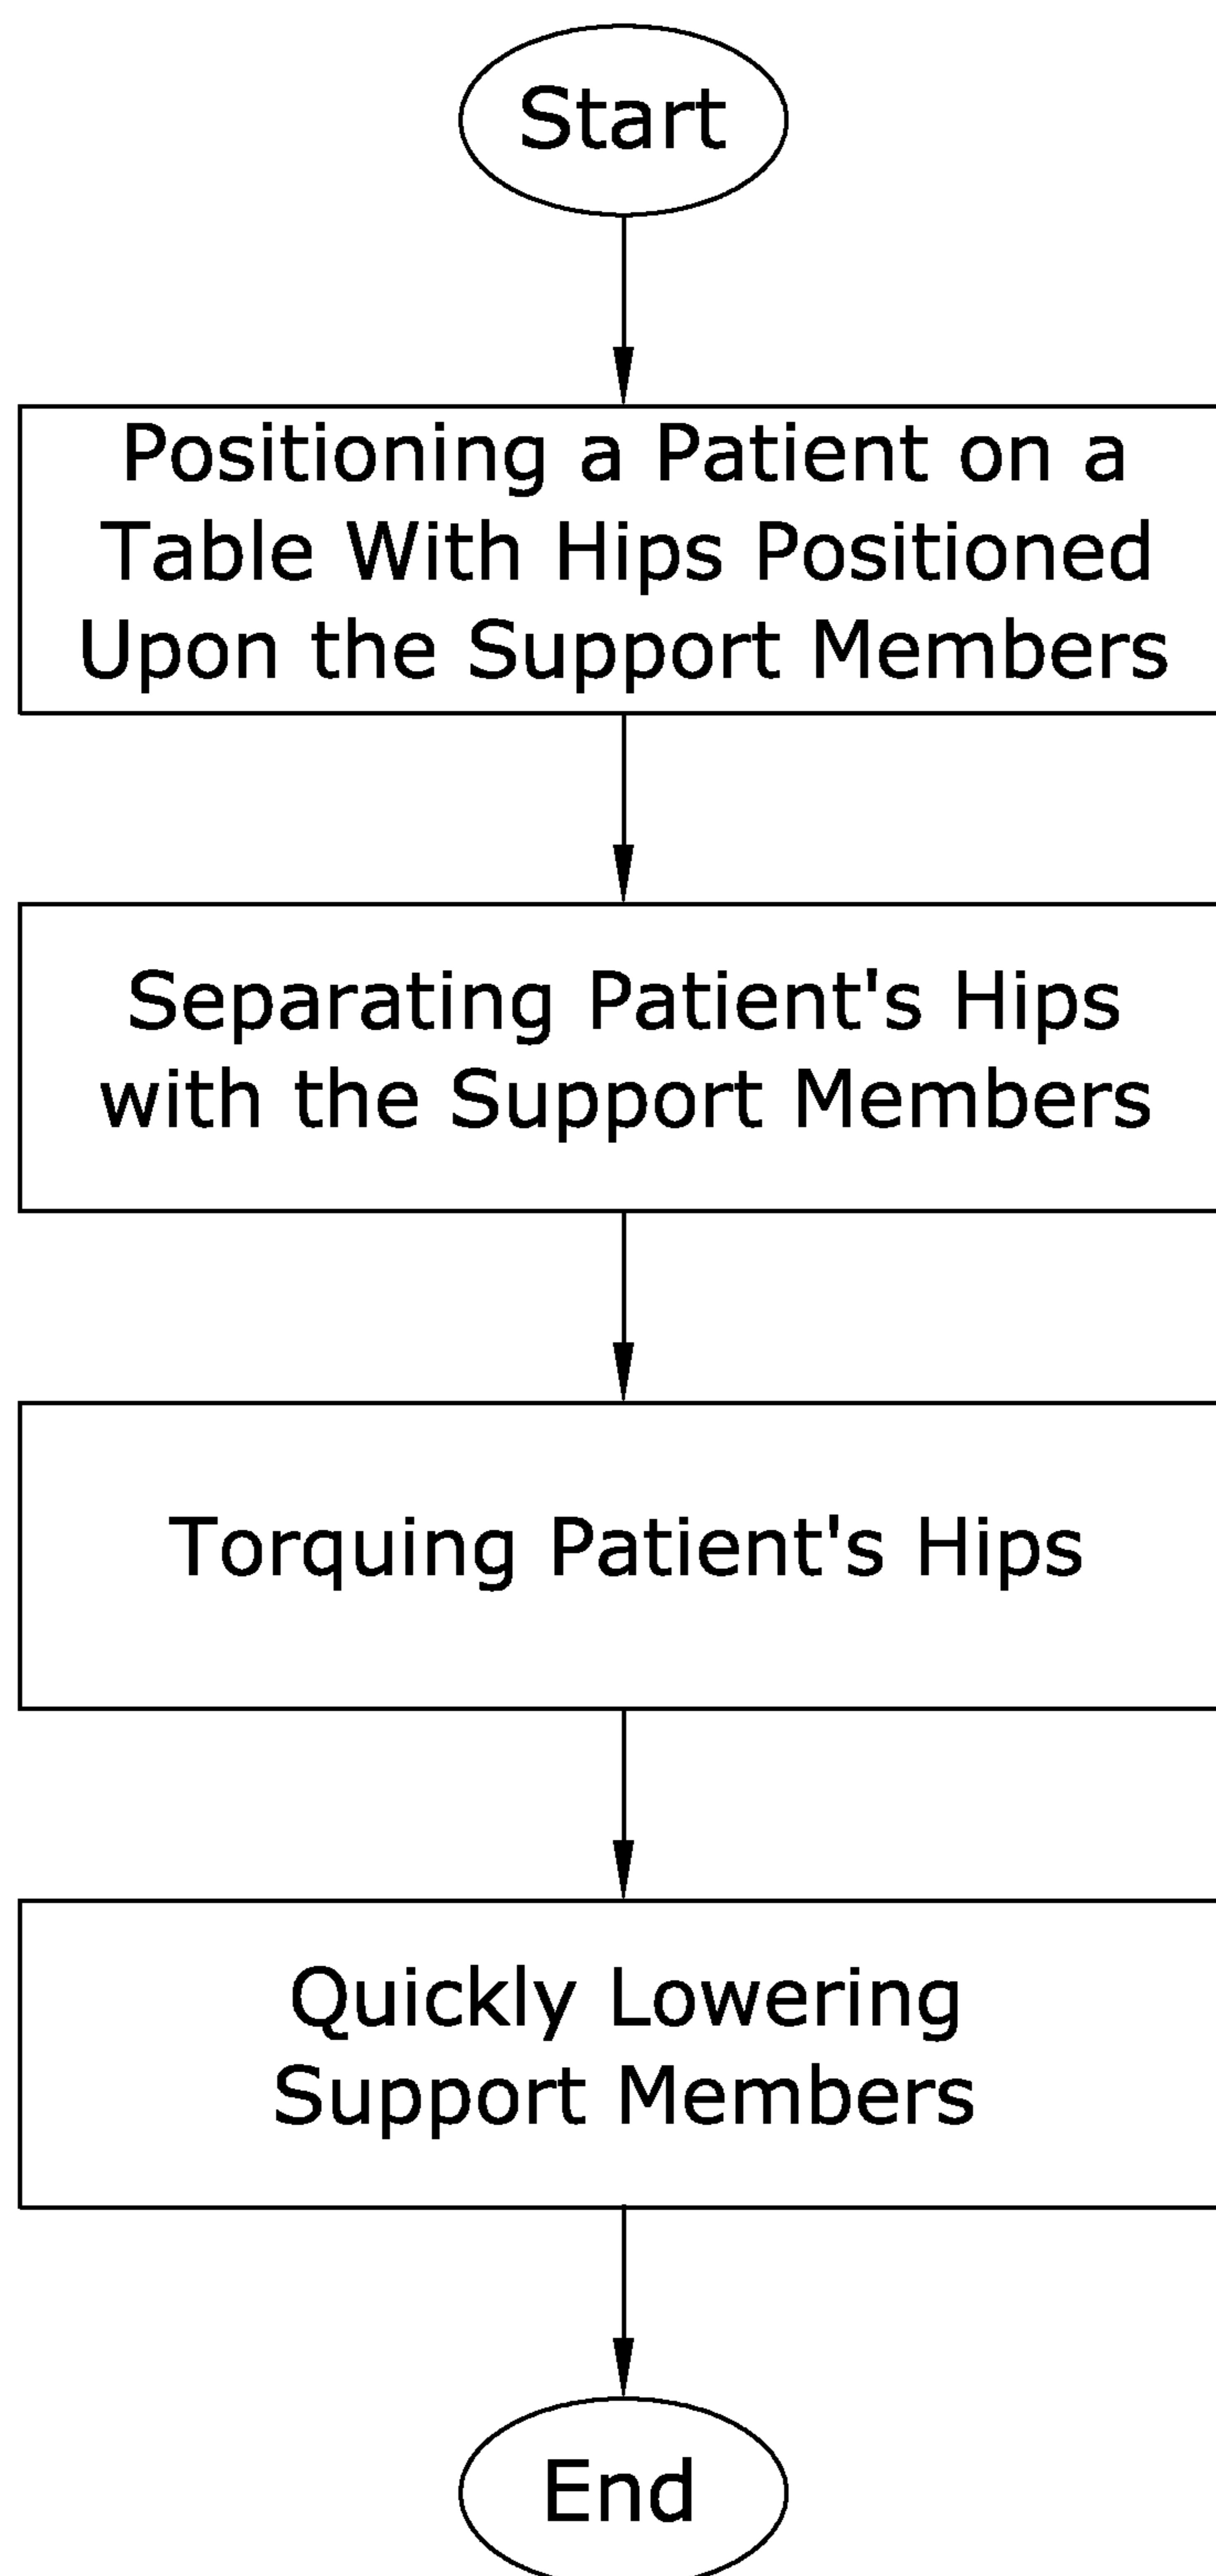 Start
Positioning a Patient on a
Table With Hips Positioned
Upon the Support Members
Separating Patient's Hips
with the Support Members
Torquing Patient's Hips
Quickly Lowering
Support Members
End